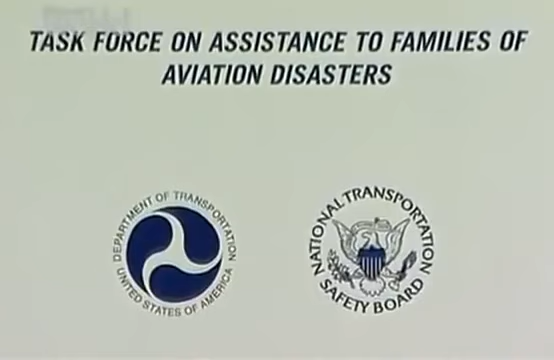 TASK FORCE ON ASSISTANCE TO FAMILIES OF
AVIATION DISASTERS
DEPARTMENT OF TRANSPORTATION
UNITED STATES OF AMERICA
NATIONAL TRANSPORTATION
SAFETY BOARD